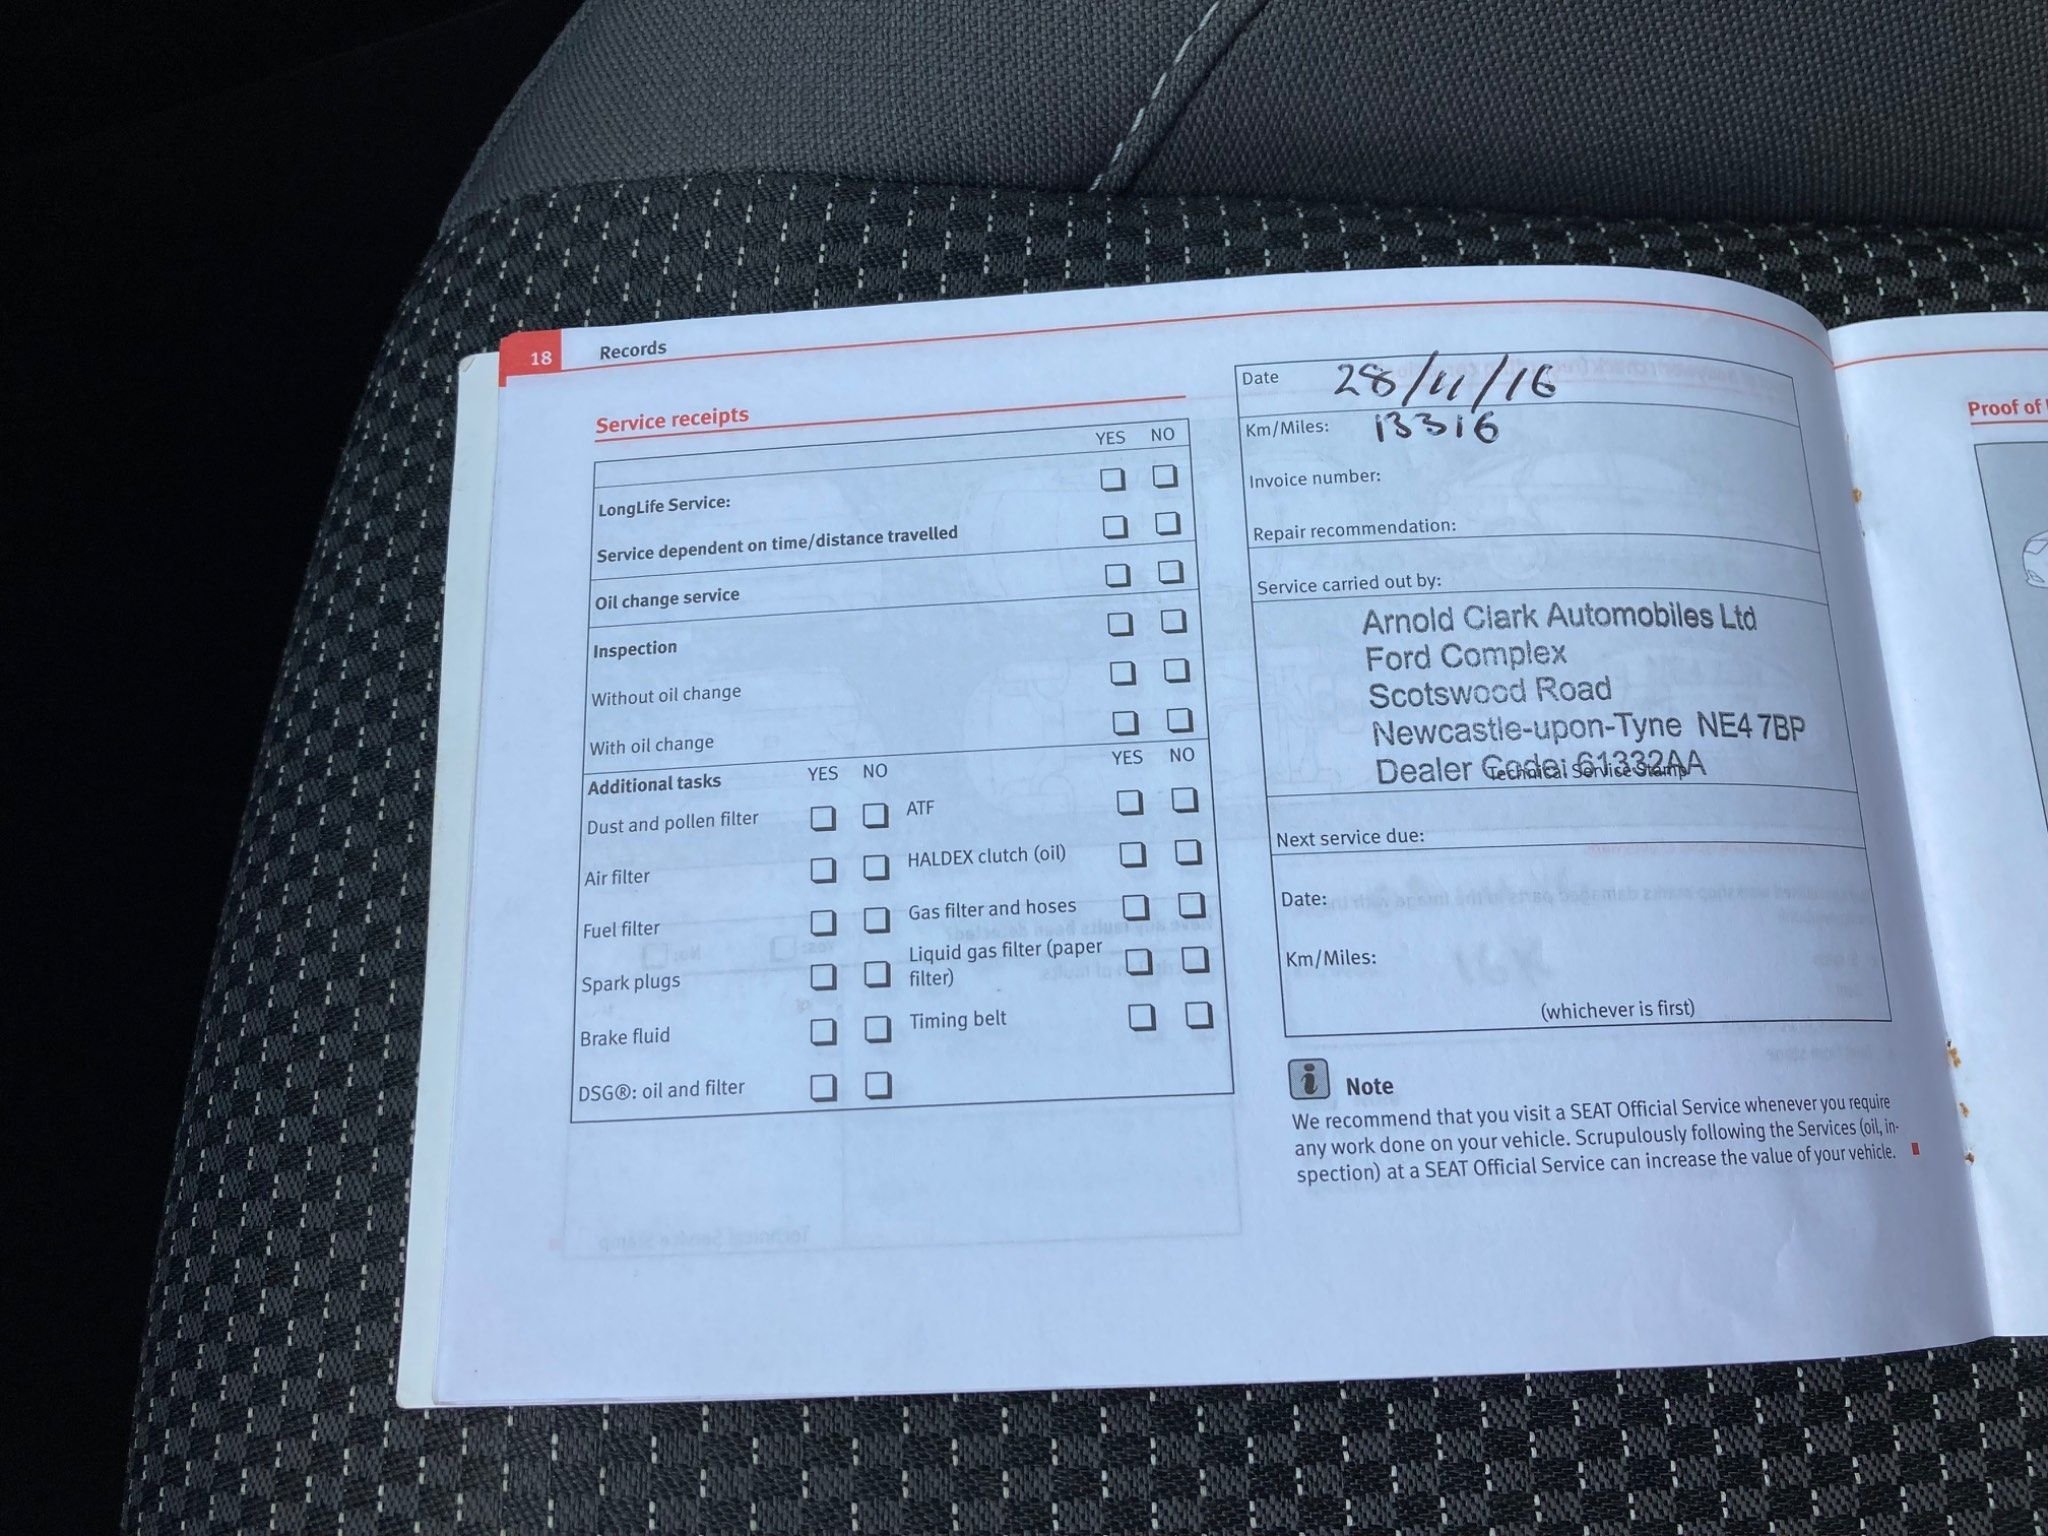 18 Records
Service receipts
YES NO
LongLife Service:
Service dependent on time/distance travelled
Oil change service
Inspection
Without oil change
With oil change
Additional tasks YES NO YES NO
Dust and pollen filter ATF
Air filter HALDEX clutch (oil)
Fuel filter Gas filter and hoses
Spark plugs Liquid gas filter (paper
filter)
Brake fluid Timing belt
DSG®: oil and filter
Date 28/11/16
Km/Miles: 13316
Invoice number:
Repair recommendation:
Service carried out by:
Arnold Clark Automobiles Ltd
Ford Complex
Scotswood Road
Newcastle-upon-Tyne NE4 7BP
Dealer Code: 61332AA
Technical Service Stamp
Next service due:
Date:
Km/Miles:
(whichever is first)
Note
We recommend that you visit a SEAT Official Service whenever you require
any work done on your vehicle. Scrupulously following the Services (oil, in-
spection) at a SEAT Official Service can increase the value of your vehicle.
Proof of